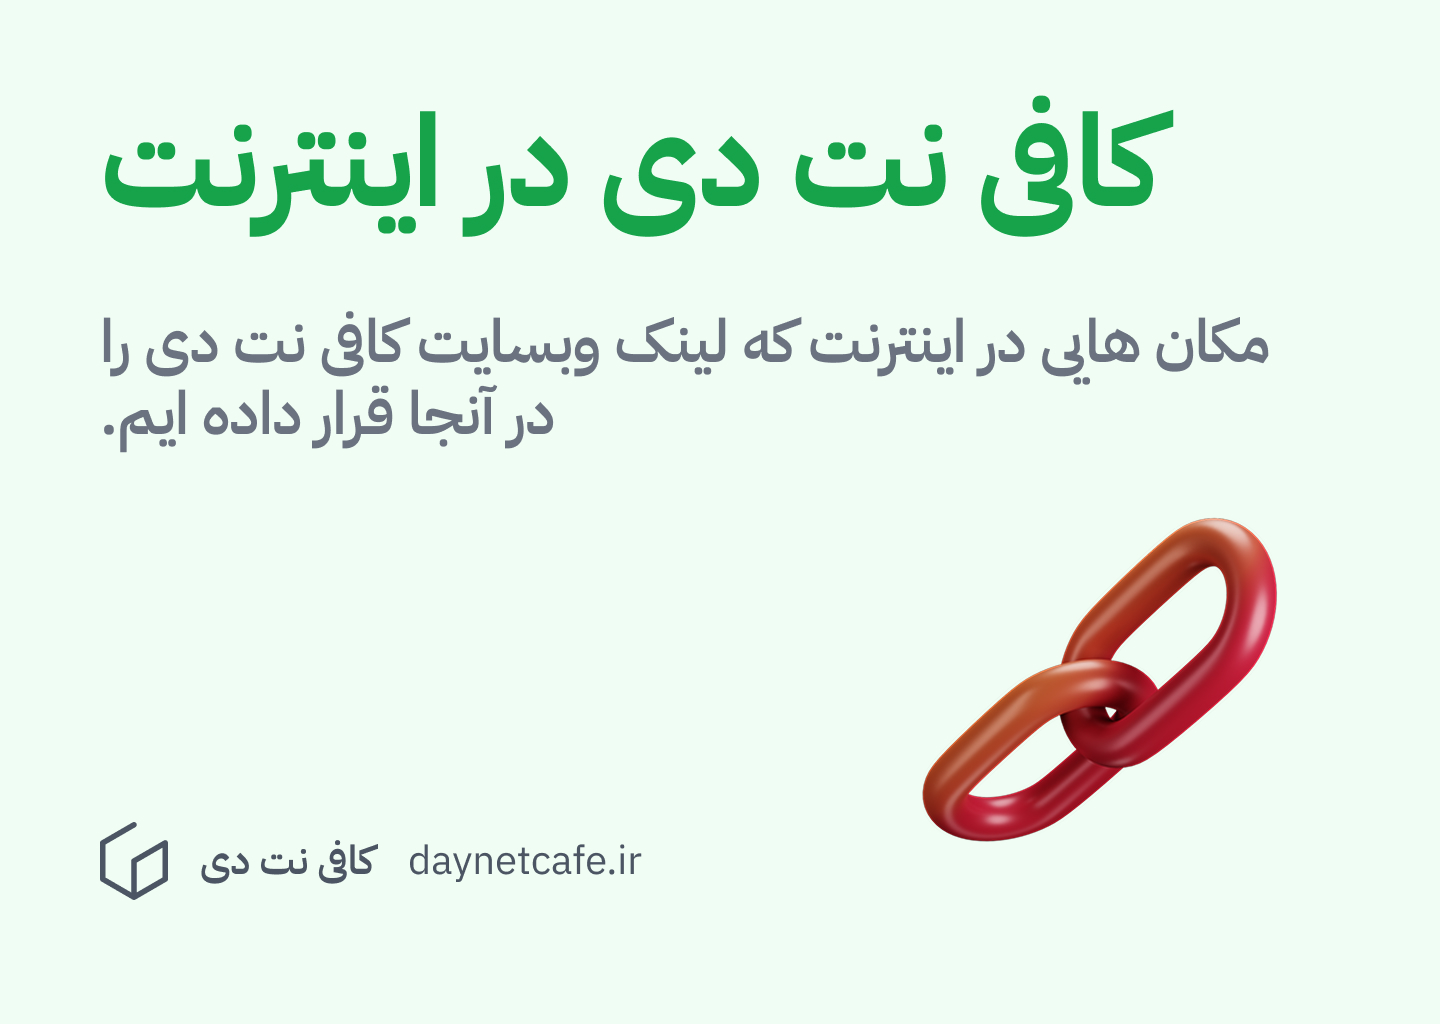 کافی نت دی در اینترنت
مکان هایی در اینترنت که لینک وبسایت کافی نت دی را
در آنجا قرار داده ایم.
کافی نت دی daynetcafe.ir